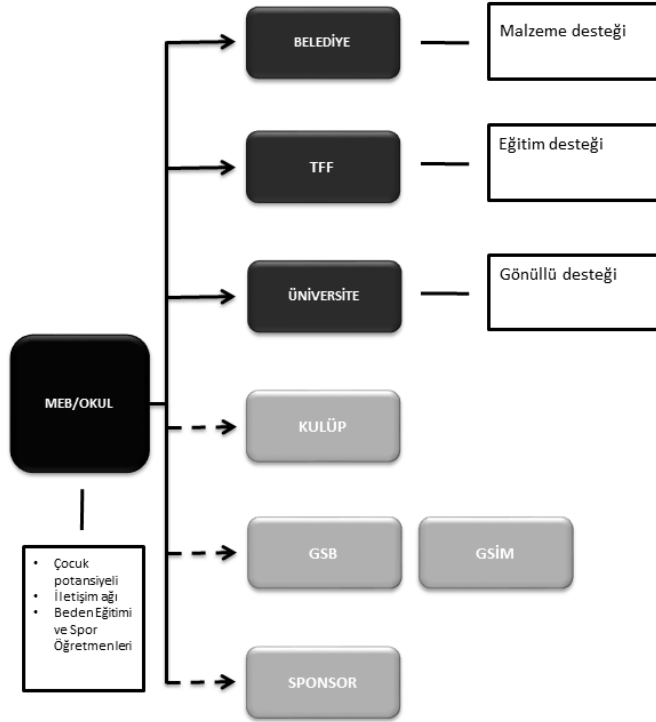 BELEDİYE
Malzeme desteği
TFF
Eğitim desteği
ÜNİVERSİTE
Gönüllü desteği
MEB/OKUL
KULÜP
GSB
GSİM
SPONSOR
• Çocuk
potansiyeli
• İletişim ağı
• Beden Eğitimi
ve Spor
Öğretmenleri